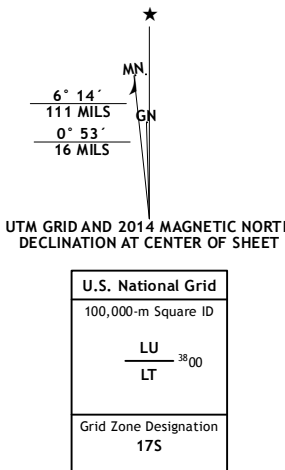 ★
MN.
6° 14´
111 MILS
GN
0° 53´
16 MILS
UTM GRID AND 2014 MAGNETIC NORTH
DECLINATION AT CENTER OF SHEET
U.S. National Grid
100,000-m Square ID
LU
3800
LT
Grid Zone Designation
17S